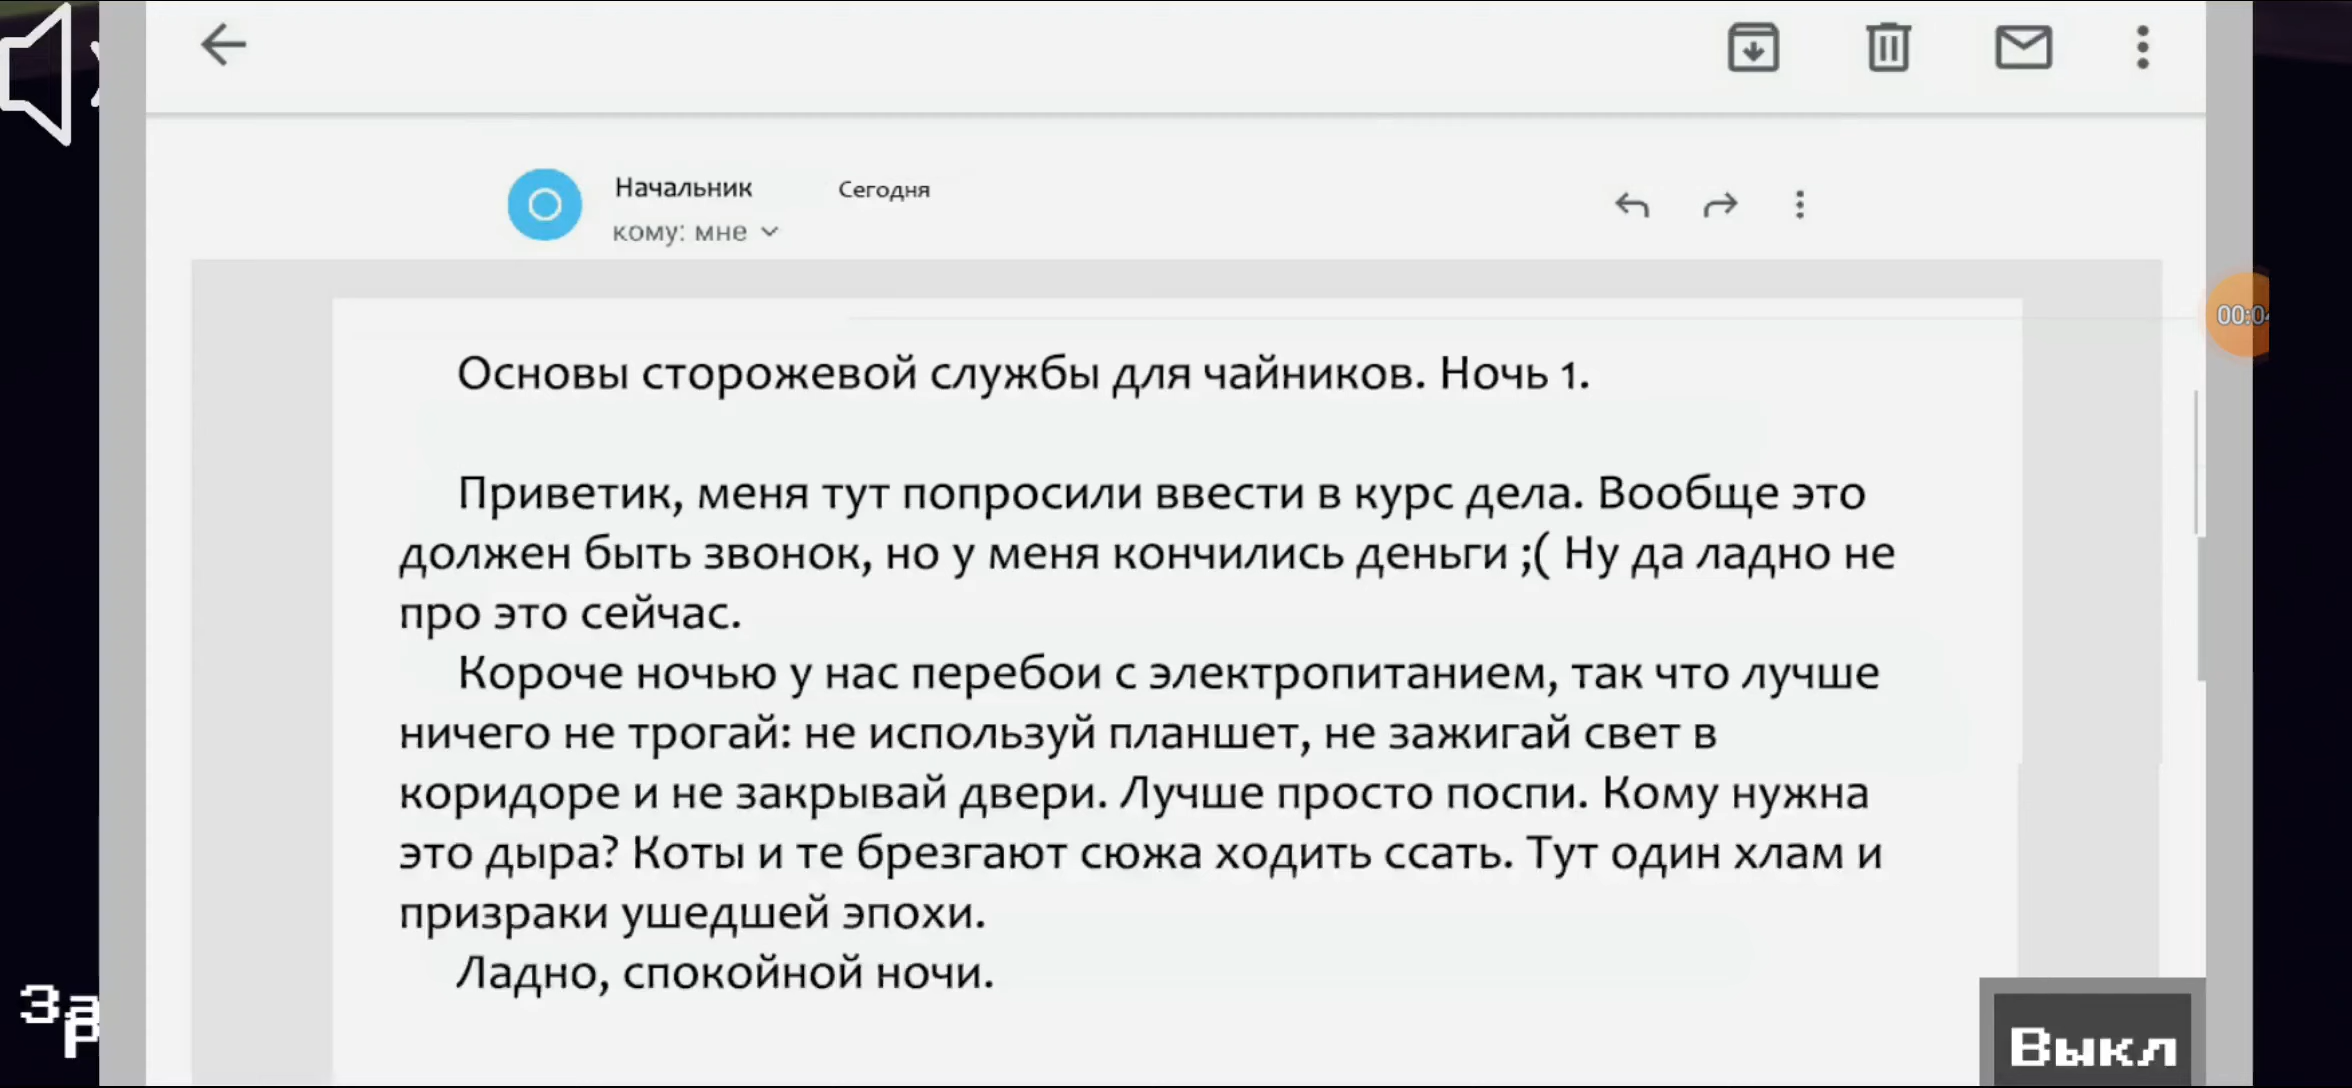 Начальник Сегодня
кому: мне
00:0
Основы сторожевой службы для чайников. Ночь 1.
Приветик, меня тут попросили ввести в курс дела. Вообще это
должен быть звонок, но у меня кончились деньги ;( Ну да ладно не
про это сейчас.
Короче ночью у нас перебои с электропитанием, так что лучше
ничего не трогай: не используй планшет, не зажигай свет в
коридоре и не закрывай двери. Лучше просто поспи. Кому нужна
это дыра? Коты и те брезгают сюжа ходить ссать. Тут один хлам и
призраки ушедшей эпохи.
Ладно, спокойной ночи.
За
Выкл